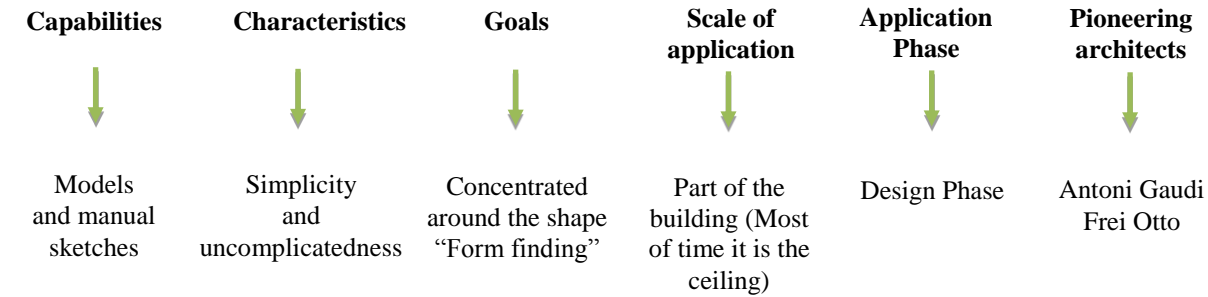 Capabilities
Characteristics
Goals
Scale of
application
Application
Phase
Pioneering
architects
Models
and manual
sketches
Simplicity
and
uncomplicatedness
Concentrated
around the shape
“Form finding”
Part of the
building (Most
of time it is the
ceiling)
Design Phase
Antoni Gaudi
Frei Otto